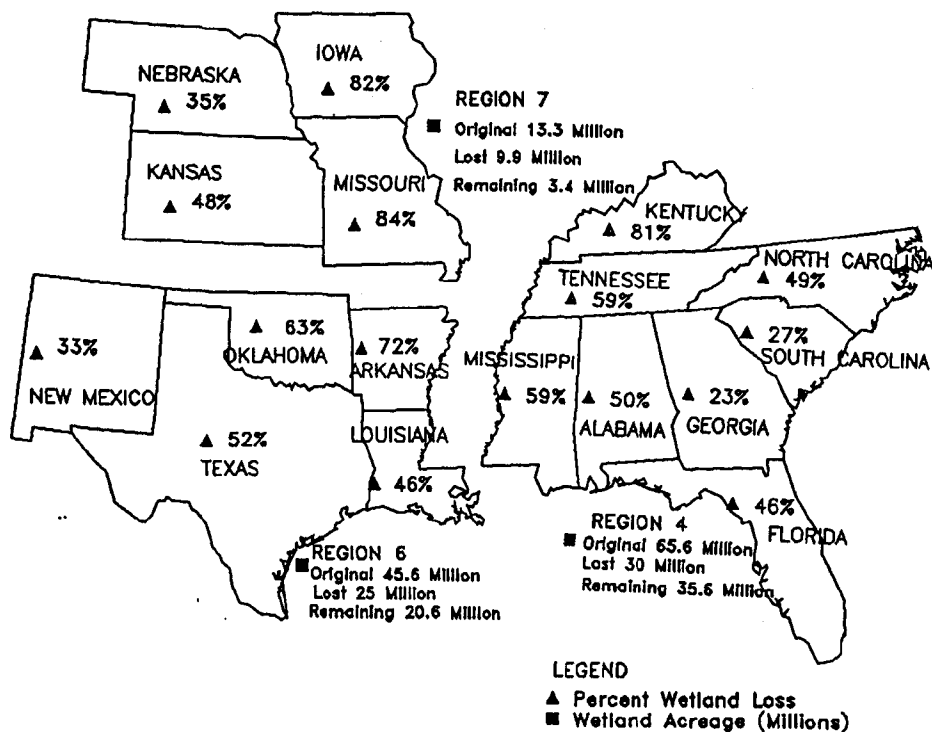 IOWA
82%
NEBRASKA
35%
REGION 7
Original 13.3 Million
Lost 9.9 Million
Remaining 3.4 Million
KANSAS
48%
MISSOURI
84%
KENTUCKY
81%
NORTH CAROLINA
49%
TENNESSEE
59%
63%
OKLAHOMA
33%
NEW MEXICO
72%
ARKANSAS
MISSISSIPPI
59%
27%
SOUTH CAROLINA
50%
ALABAMA
23%
GEORGIA
52%
TEXAS
LOUISIANA
46%
46%
FLORIDA
REGION 4
Original 65.6 Million
Last 30 Million
Remaining 35.6 Million
REGION 6
Original 45.6 Million
Lost 25 Million
Remaining 20.6 Million
LEGEND
▲ Percent Wetland Loss
■ Wetland Acreage (Millions)